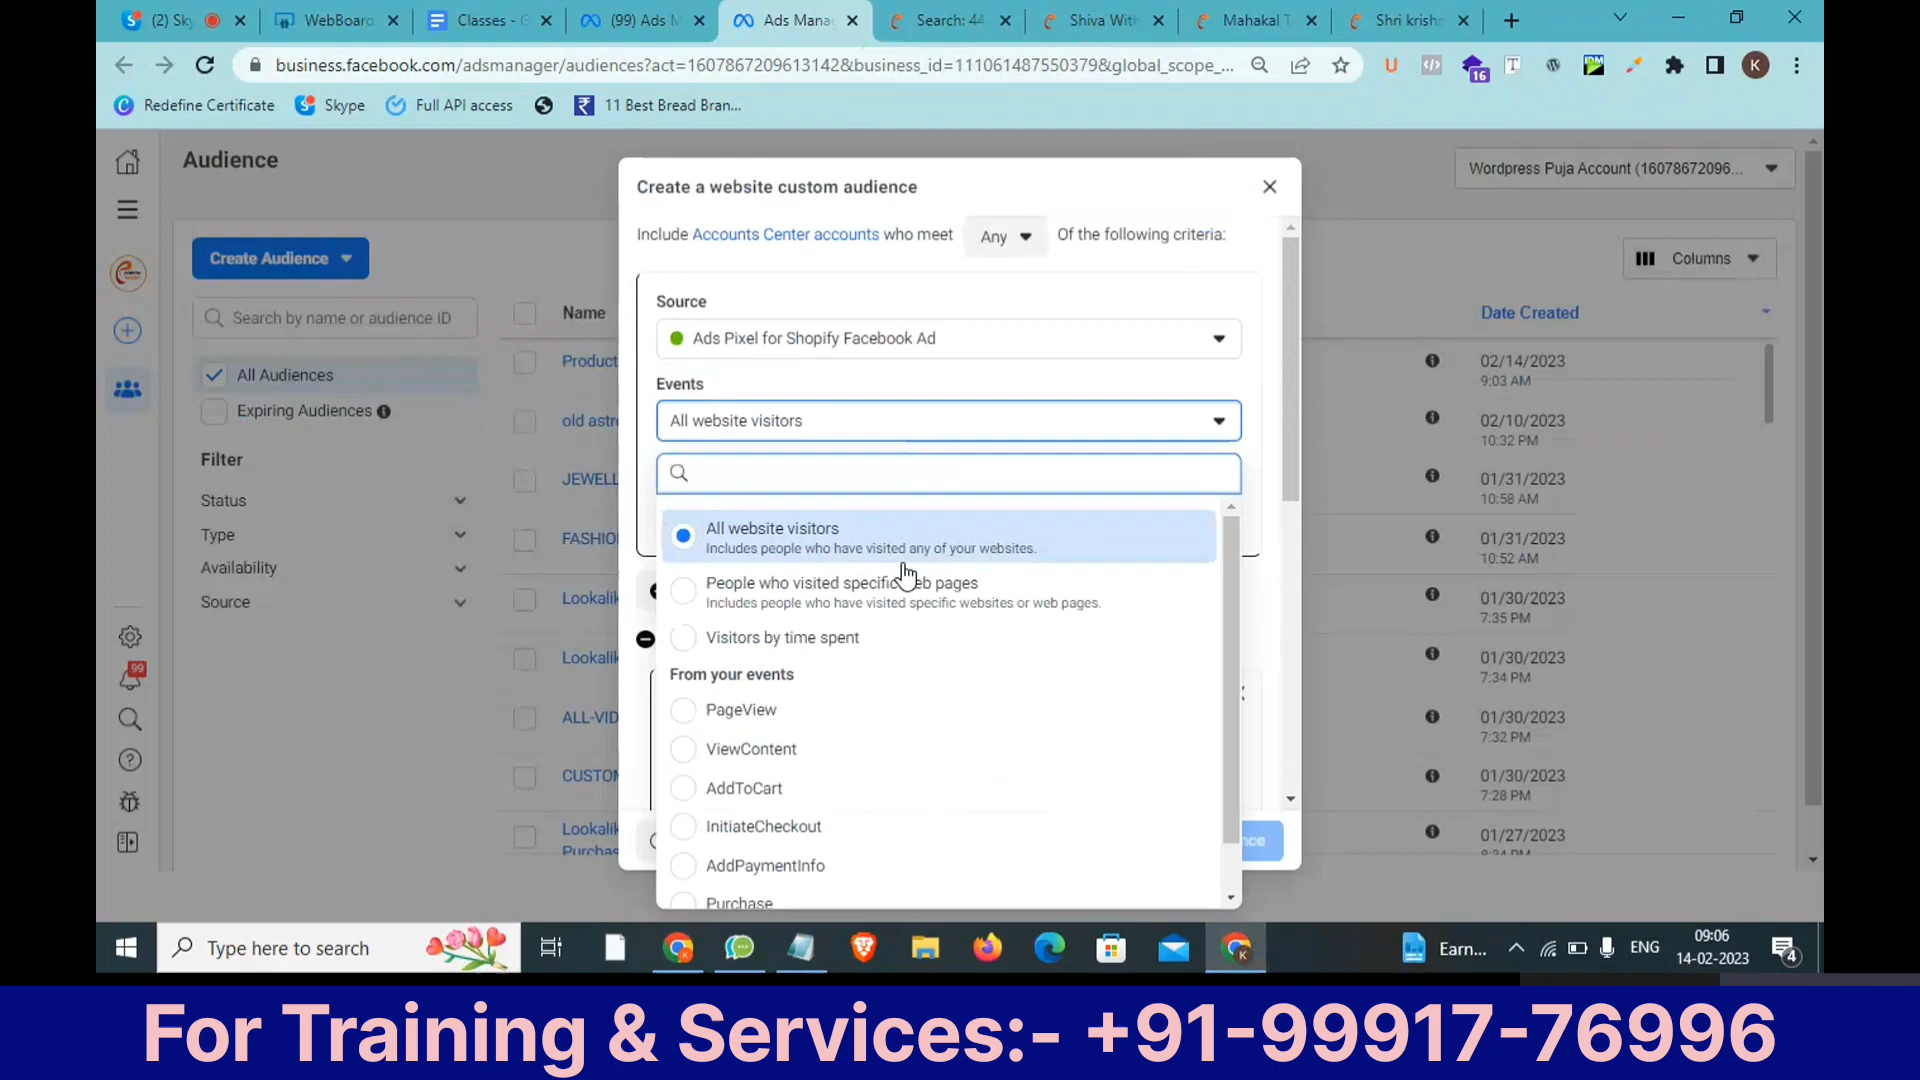 (2) Sky
WebBoard
Classes - G
(99) Ads M
Ads Mana
Search: 44
Shiva With
Mahakal T
Shri krishn
business.facebook.com/adsmanager/audiences?act=1607867209613142&business_id=111061487550379&global_scope_...
16
K
Redefine Certificate
Skype
Full API access
11 Best Bread Bran...
Audience
Wordpress Puja Account (16078672096...
Create a website custom audience
Include Accounts Center accounts who meet
Any
Of the following criteria:
Create Audience
Columns
Search by name or audience ID
Name
Date Created
Source
Ads Pixel for Shopify Facebook Ad
All Audiences
Expiring Audiences
Events
All website visitors
Filter
Status
Type
Availability
Source
All website visitors
Includes people who have visited any of your websites.
People who visited specific web pages
Includes people who have visited specific websites or web pages.
Visitors by time spent
From your events
PageView
ViewContent
AddToCart
InitiateCheckout
AddPaymentInfo
Purchase
Product
02/14/2023
9:03 AM
old astr
02/10/2023
10:32 PM
JEWELL
01/31/2023
10:58 AM
FASHIO
01/31/2023
10:52 AM
Lookalik
01/30/2023
7:35 PM
Lookalik
01/30/2023
7:34 PM
ALL-VID
01/30/2023
7:32 PM
CUSTO
01/30/2023
7:28 PM
Lookalik
Purchas
01/27/2023
99
nce
Type here to search
Earn...
ENG
09:06
14-02-2023
4
For Training & Services:- +91-99917-76996